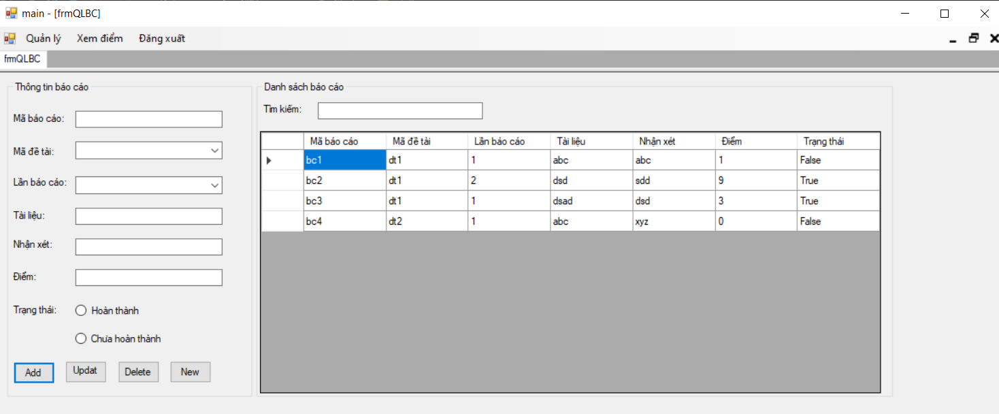 main - [frmQLBC]
Quản lý Xem điểm Đăng xuất
frmQLBC
Thông tin báo cáo
Mã báo cáo:
Mã đề tài:
Lần báo cáo:
Tài liệu:
Nhận xét:
Điểm:
Trạng thái:
Hoàn thành
Chưa hoàn thành
Add Updat Delete New
Danh sách báo cáo
Tìm kiếm:
Mã báo cáo Mã đề tài Lần báo cáo Tài liệu Nhận xét Điểm Trạng thái
bc1 dt1 1 abc abc 1 False
bc2 dt1 2 dsd sdd 9 True
bc3 dt1 1 dsad dsd 3 True
bc4 dt2 1 abc xyz 0 False